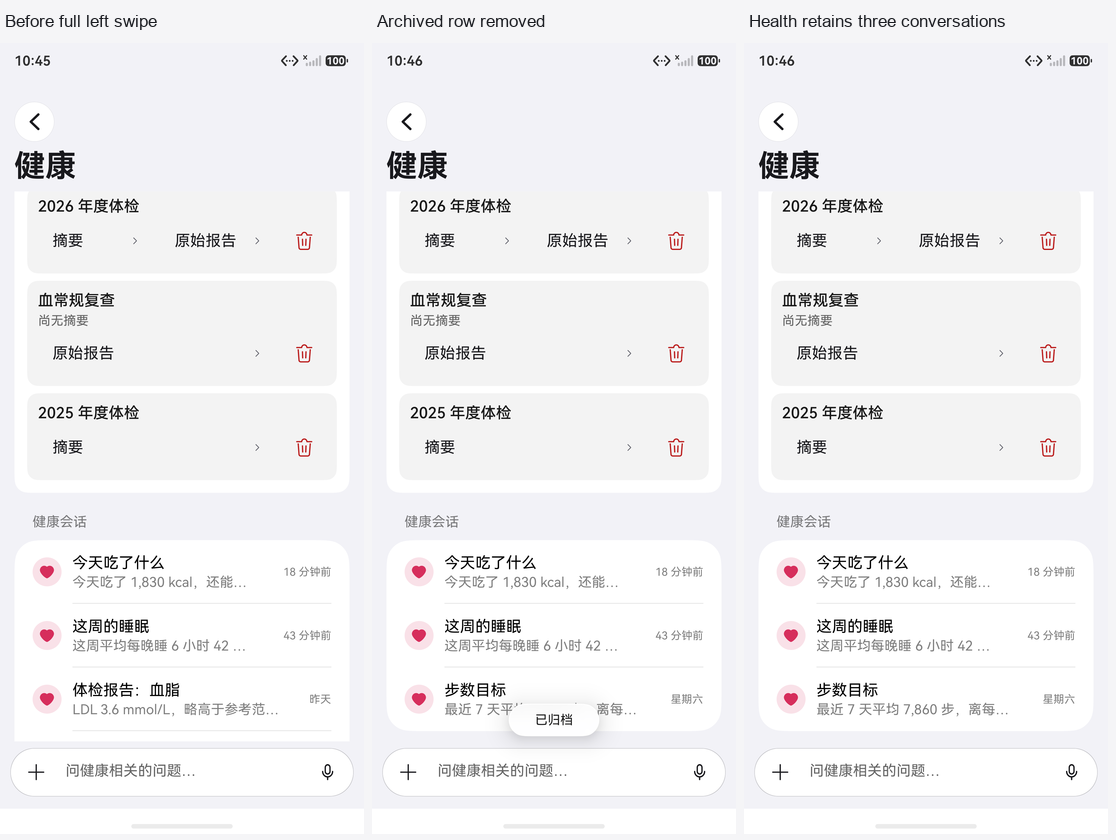 Before full left swipe
10:45
100
健康
2026 年度体检
摘要
原始报告
血常规复查
尚无摘要
原始报告
2025 年度体检
摘要
健康会话
今天吃了什么
今天吃了 1,830 kcal，还能…
18 分钟前
这周的睡眠
这周平均每晚睡 6 小时 42 …
43 分钟前
体检报告：血脂
LDL 3.6 mmol/L，略高于参考范…
昨天
问健康相关的问题…
Archived row removed
10:46
100
健康
2026 年度体检
摘要
原始报告
血常规复查
尚无摘要
原始报告
2025 年度体检
摘要
健康会话
今天吃了什么
今天吃了 1,830 kcal，还能…
18 分钟前
这周的睡眠
这周平均每晚睡 6 小时 42 …
43 分钟前
步数目标
最近 7 天平
离每…
星期六
已归档
问健康相关的问题…
Health retains three conversations
10:46
100
健康
2026 年度体检
摘要
原始报告
血常规复查
尚无摘要
原始报告
2025 年度体检
摘要
健康会话
今天吃了什么
今天吃了 1,830 kcal，还能…
18 分钟前
这周的睡眠
这周平均每晚睡 6 小时 42 …
43 分钟前
步数目标
最近 7 天平均 7,860 步，离每…
星期六
问健康相关的问题…